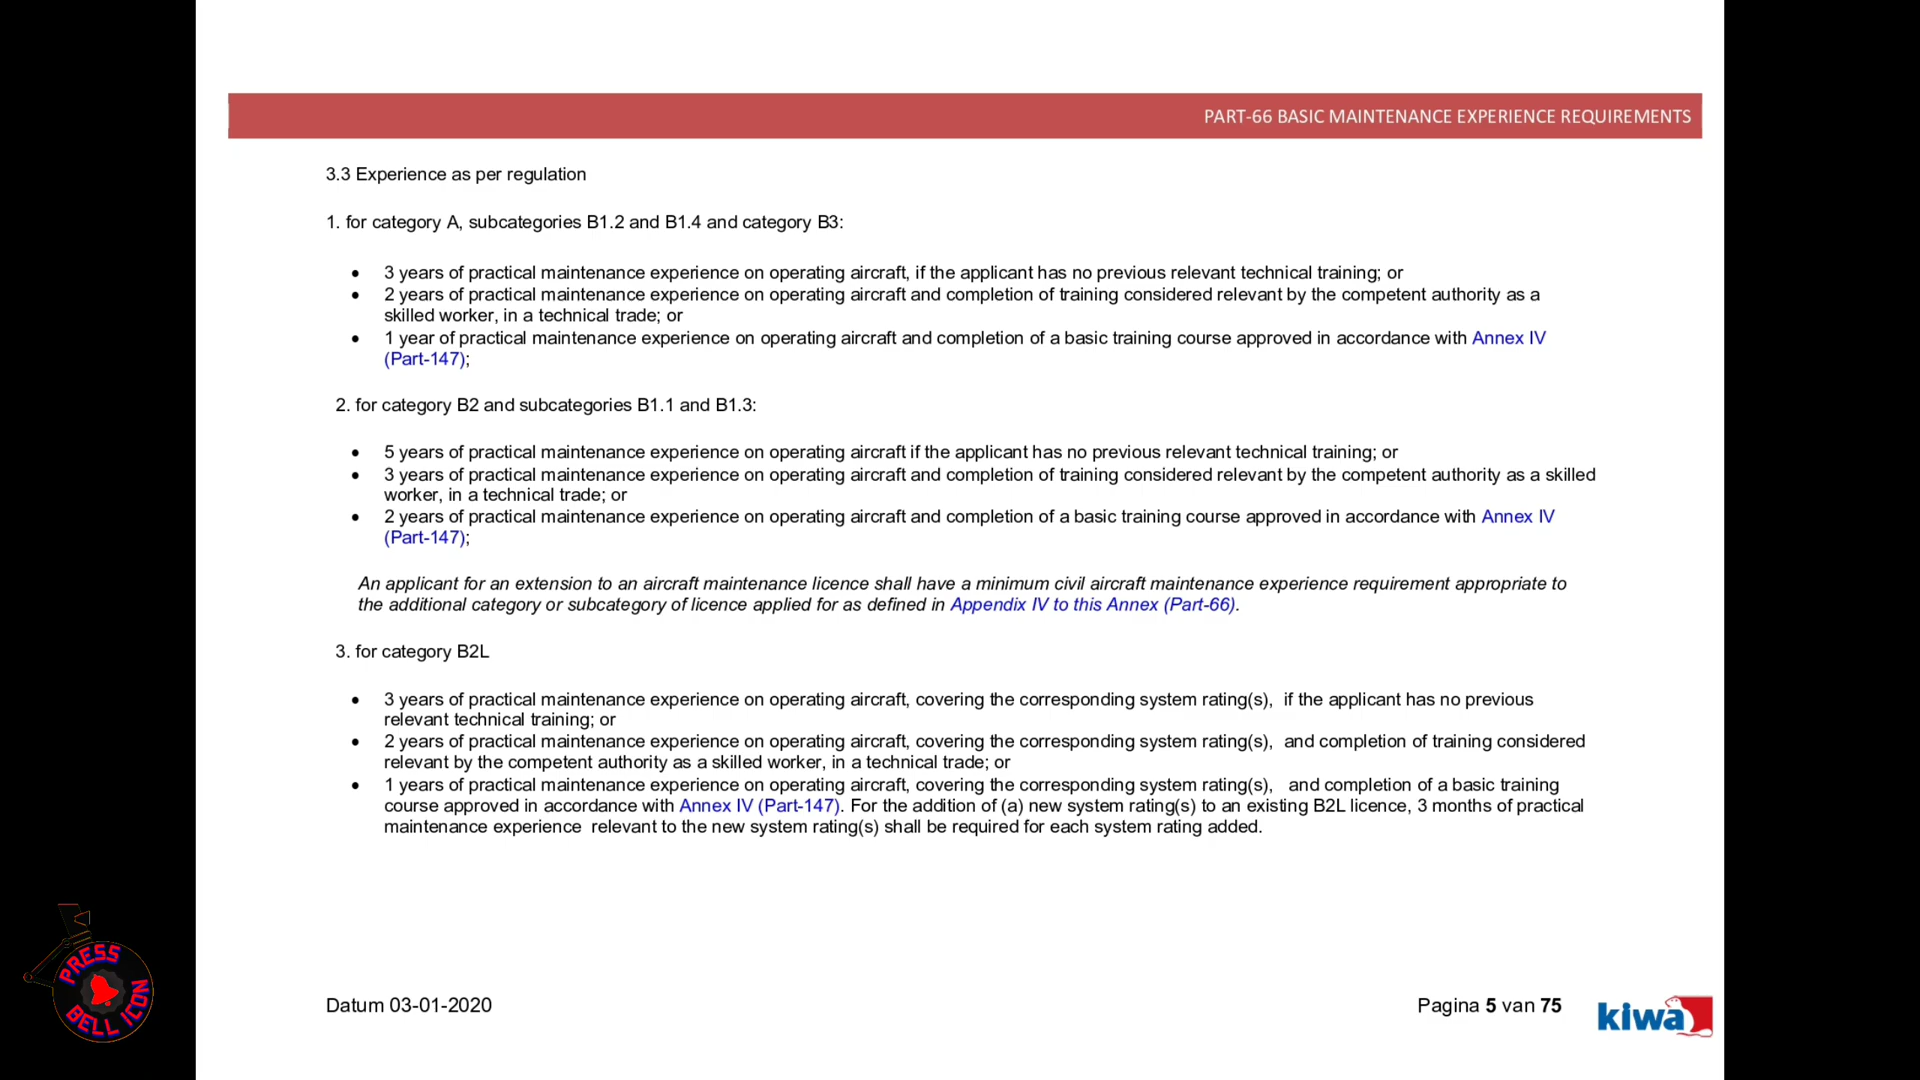 PART-66 BASIC MAINTENANCE EXPERIENCE REQUIREMENTS
3.3 Experience as per regulation
1. for category A, subcategories B1.2 and B1.4 and category B3:
• 3 years of practical maintenance experience on operating aircraft, if the applicant has no previous relevant technical training; or
• 2 years of practical maintenance experience on operating aircraft and completion of training considered relevant by the competent authority as a
skilled worker, in a technical trade; or
• 1 year of practical maintenance experience on operating aircraft and completion of a basic training course approved in accordance with Annex IV
(Part-147);
2. for category B2 and subcategories B1.1 and B1.3:
• 5 years of practical maintenance experience on operating aircraft if the applicant has no previous relevant technical training; or
• 3 years of practical maintenance experience on operating aircraft and completion of training considered relevant by the competent authority as a skilled
worker, in a technical trade; or
• 2 years of practical maintenance experience on operating aircraft and completion of a basic training course approved in accordance with Annex IV
(Part-147);
An applicant for an extension to an aircraft maintenance licence shall have a minimum civil aircraft maintenance experience requirement appropriate to
the additional category or subcategory of licence applied for as defined in Appendix IV to this Annex (Part-66).
3. for category B2L
• 3 years of practical maintenance experience on operating aircraft, covering the corresponding system rating(s), if the applicant has no previous
relevant technical training; or
• 2 years of practical maintenance experience on operating aircraft, covering the corresponding system rating(s), and completion of training considered
relevant by the competent authority as a skilled worker, in a technical trade; or
• 1 years of practical maintenance experience on operating aircraft, covering the corresponding system rating(s), and completion of a basic training
course approved in accordance with Annex IV (Part-147). For the addition of (a) new system rating(s) to an existing B2L licence, 3 months of practical
maintenance experience relevant to the new system rating(s) shall be required for each system rating added.
PRESS
BELL ICON
Datum 03-01-2020
Pagina 5 van 75
kiwa